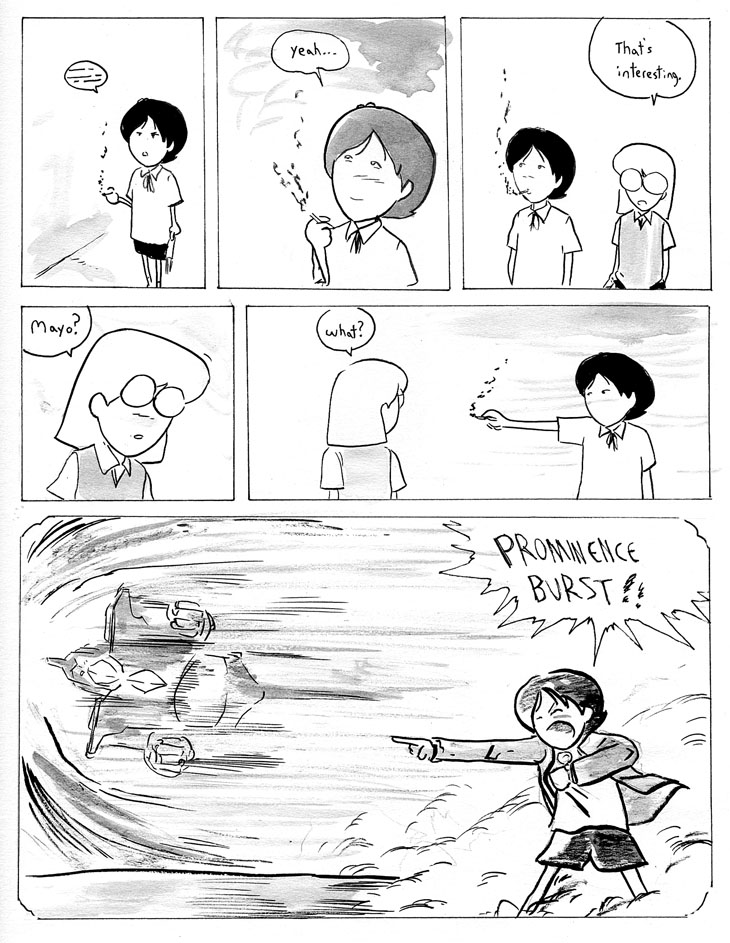 yeah...
That's
interesting.
Mayo?
what?
PROMINENCE
BURST!!